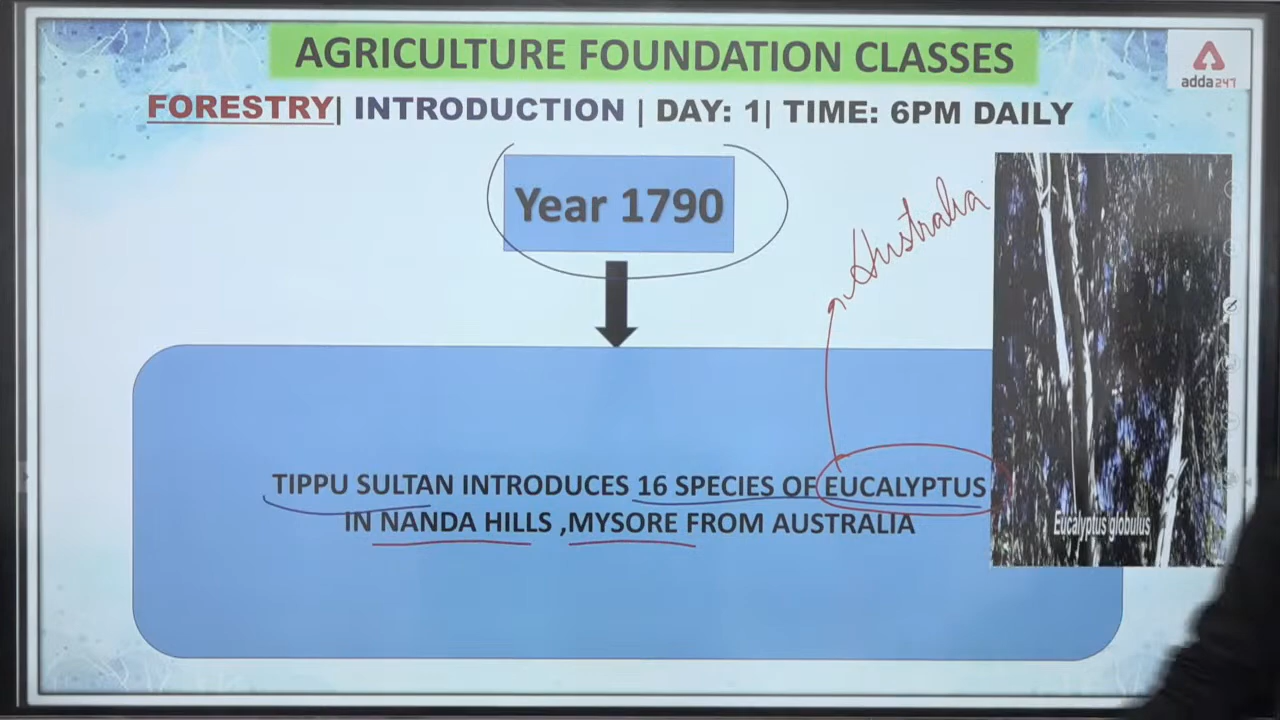 AGRICULTURE FOUNDATION CLASSES
adda247
FORESTRY| INTRODUCTION | DAY: 1| TIME: 6PM DAILY
Year 1790
Australia
TIPPU SULTAN INTRODUCES 16 SPECIES OF EUCALYPTUS
IN NANDA HILLS ,MYSORE FROM AUSTRALIA
Eucalyptus globulus